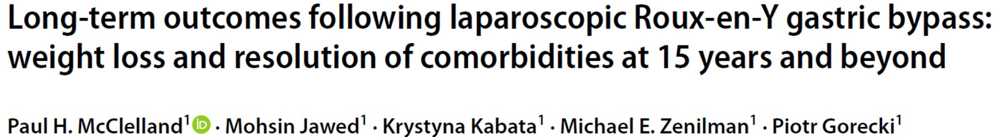 Long-term outcomes following laparoscopic Roux-en-Y gastric bypass:
weight loss and resolution of comorbidities at 15 years and beyond
Paul H. McClelland¹ iD · Mohsin Jawed¹ · Krystyna Kabata¹ · Michael E. Zenilman¹ · Piotr Gorecki¹